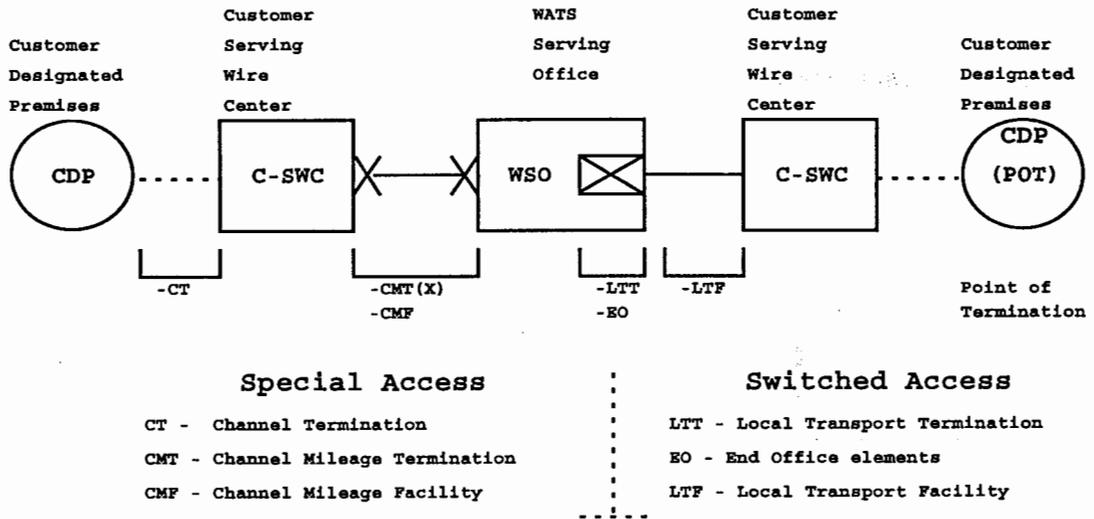 Customer
Designated
Premises
Customer
Serving
Wire
Center
WATS
Serving
Office
Customer
Serving
Wire
Center
Customer
Designated
Premises
CDP
C-SWC
WSO
C-SWC
CDP
(POT)
-CT
-CMT(X)
-CMF
-LTT
-EO
-LTF
Point of
Termination
Special Access
CT - Channel Termination
CMT - Channel Mileage Termination
CMF - Channel Mileage Facility
Switched Access
LTT - Local Transport Termination
EO - End Office elements
LTF - Local Transport Facility